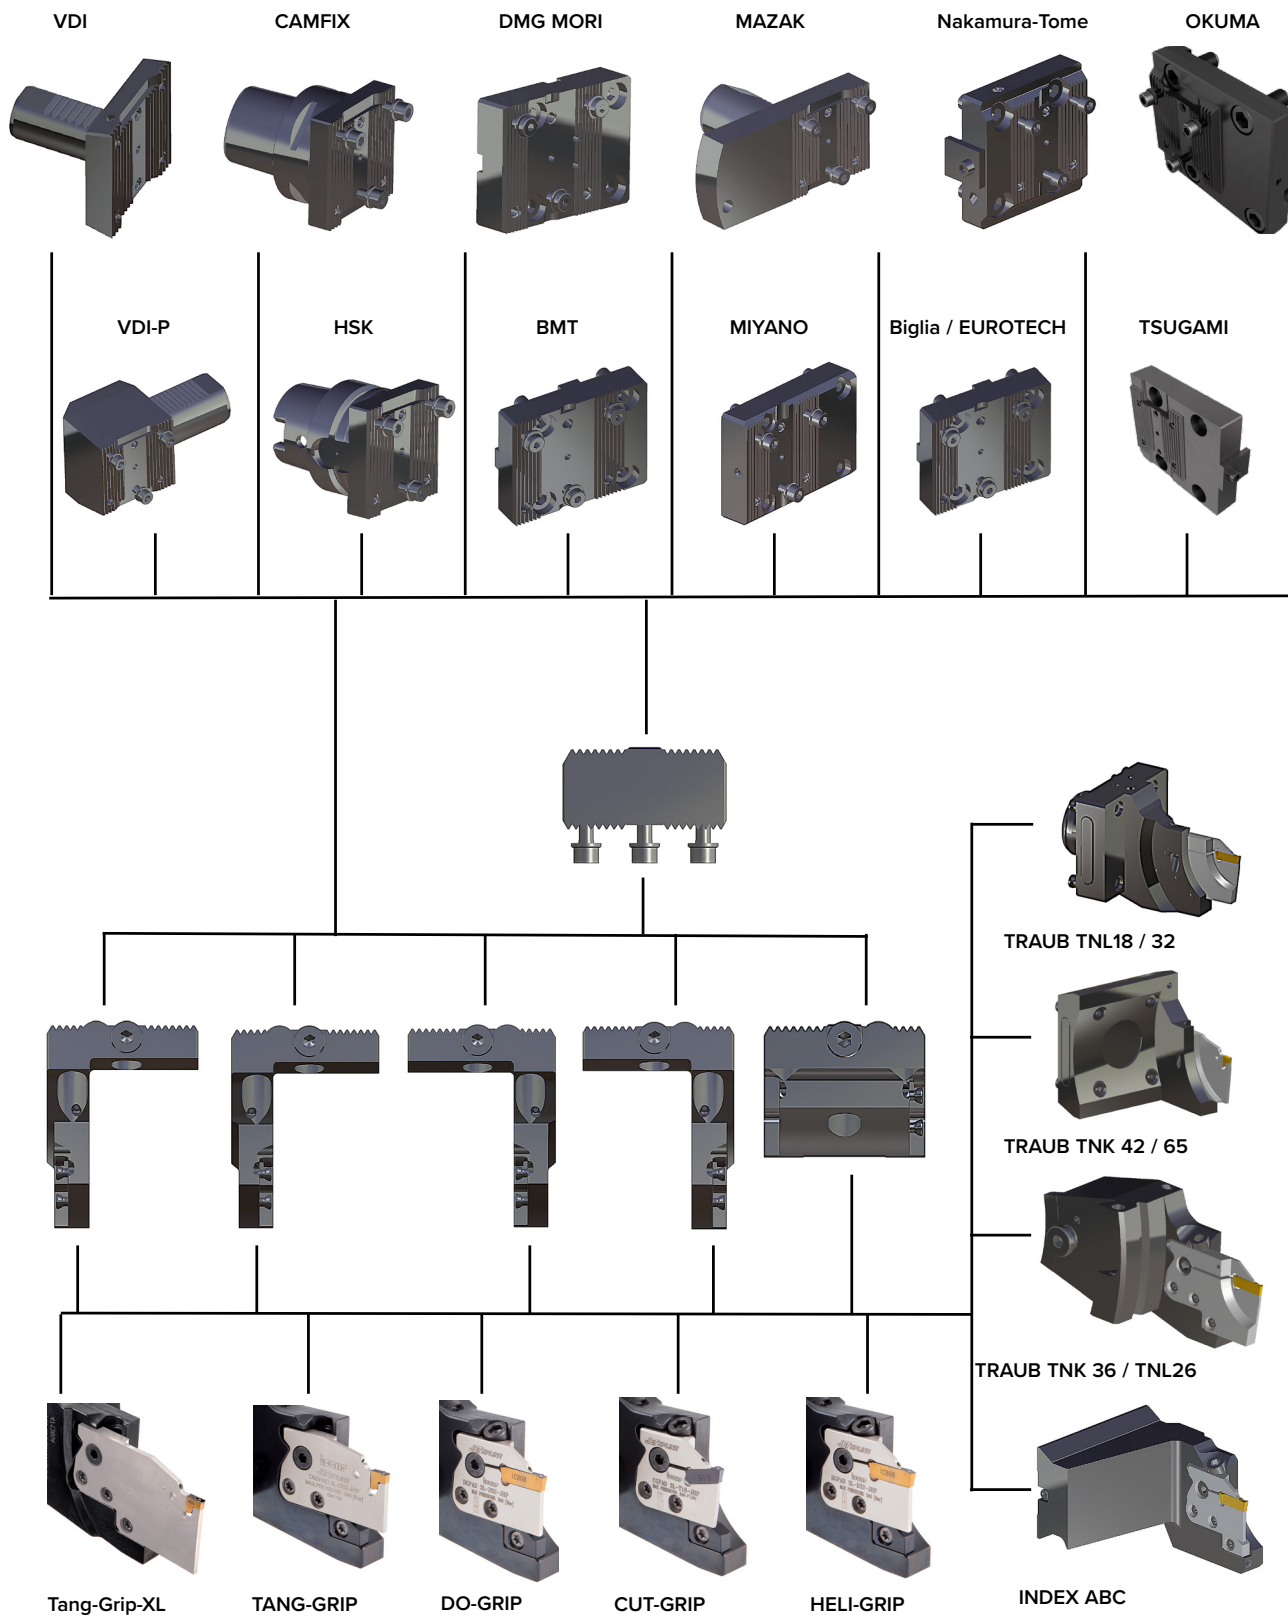 VDI
CAMFIX
DMG MORI
MAZAK
Nakamura-Tome
OKUMA
VDI-P
HSK
BMT
MIYANO
Biglia / EUROTECH
TSUGAMI
TRAUB TNL18 / 32
TRAUB TNK 42 / 65
TRAUB TNK 36 / TNL26
INDEX ABC
Tang-Grip-XL
TANG-GRIP
DO-GRIP
CUT-GRIP
HELI-GRIP